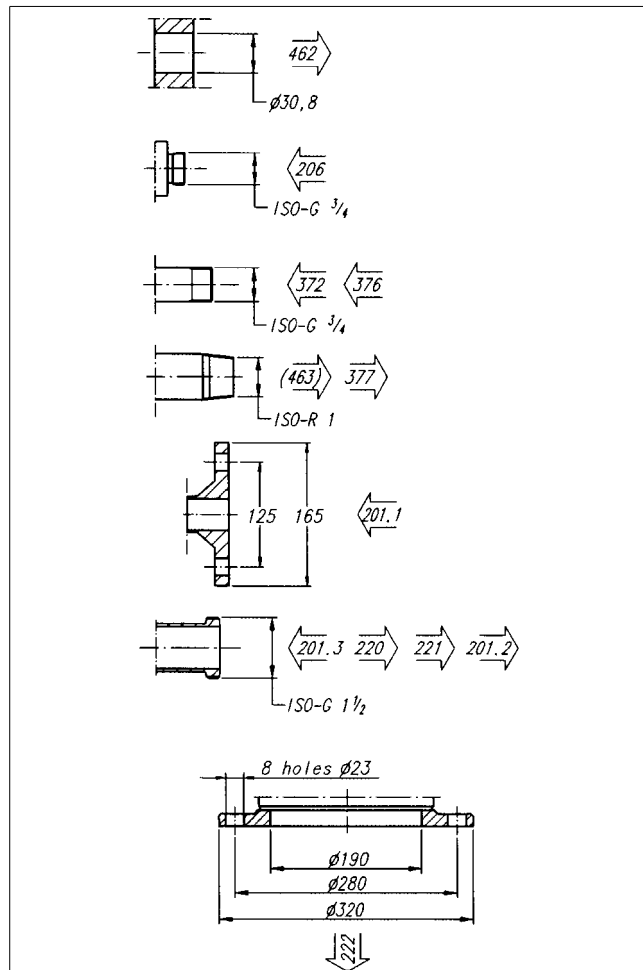 462
ø30,8
206
ISO-G 3/4
372 376
ISO-G 3/4
(463) 377
ISO-R 1
125 165 201.1
201.3 220 221 201.2
ISO-G 1 1/2
8 holes ø23
ø190
ø280
ø320
222